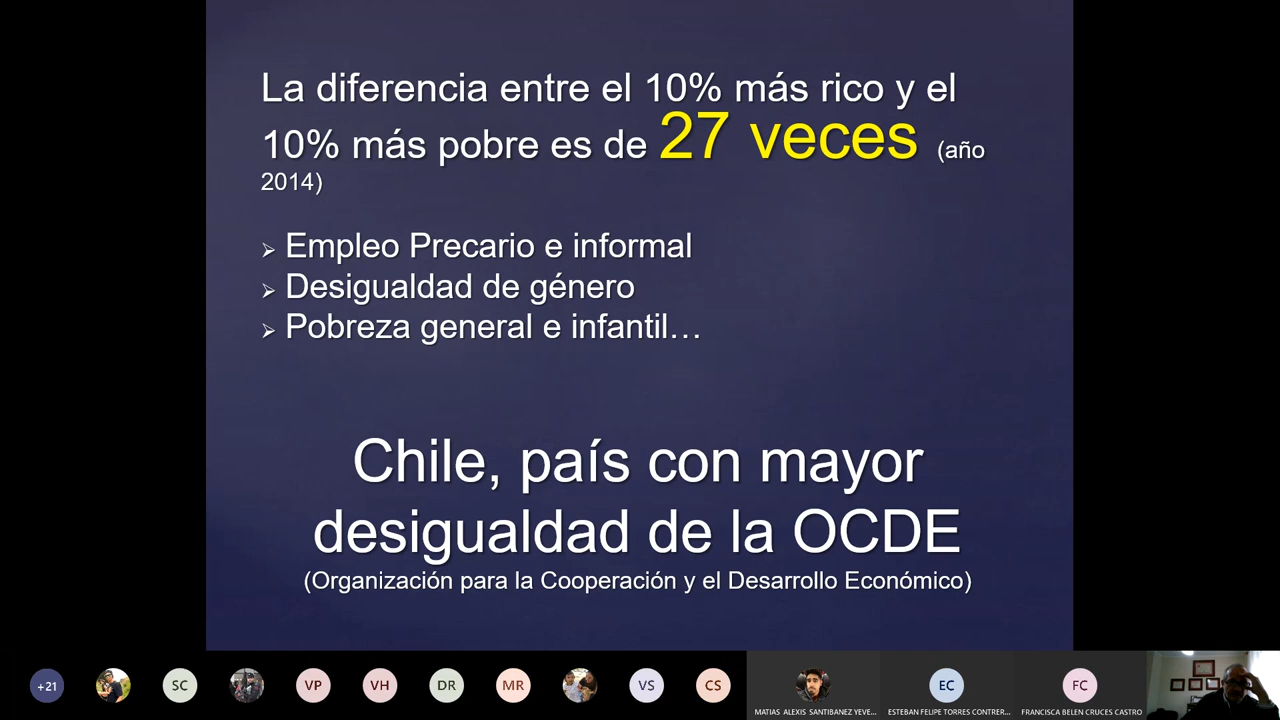 La diferencia entre el 10% más rico y el
10% más pobre es de 27 veces (año
2014)
➢ Empleo Precario e informal
➢ Desigualdad de género
➢ Pobreza general e infantil…
Chile, país con mayor
desigualdad de la OCDE
(Organización para la Cooperación y el Desarrollo Económico)
+21
SC
VP
VH
DR
MR
VS
CS
EC
FC
MATIAS ALEXIS SANTIBANEZ YEVE...
ESTEBAN FELIPE TORRES CONTRER...
FRANCISCA BELEN CRUCES CASTRO